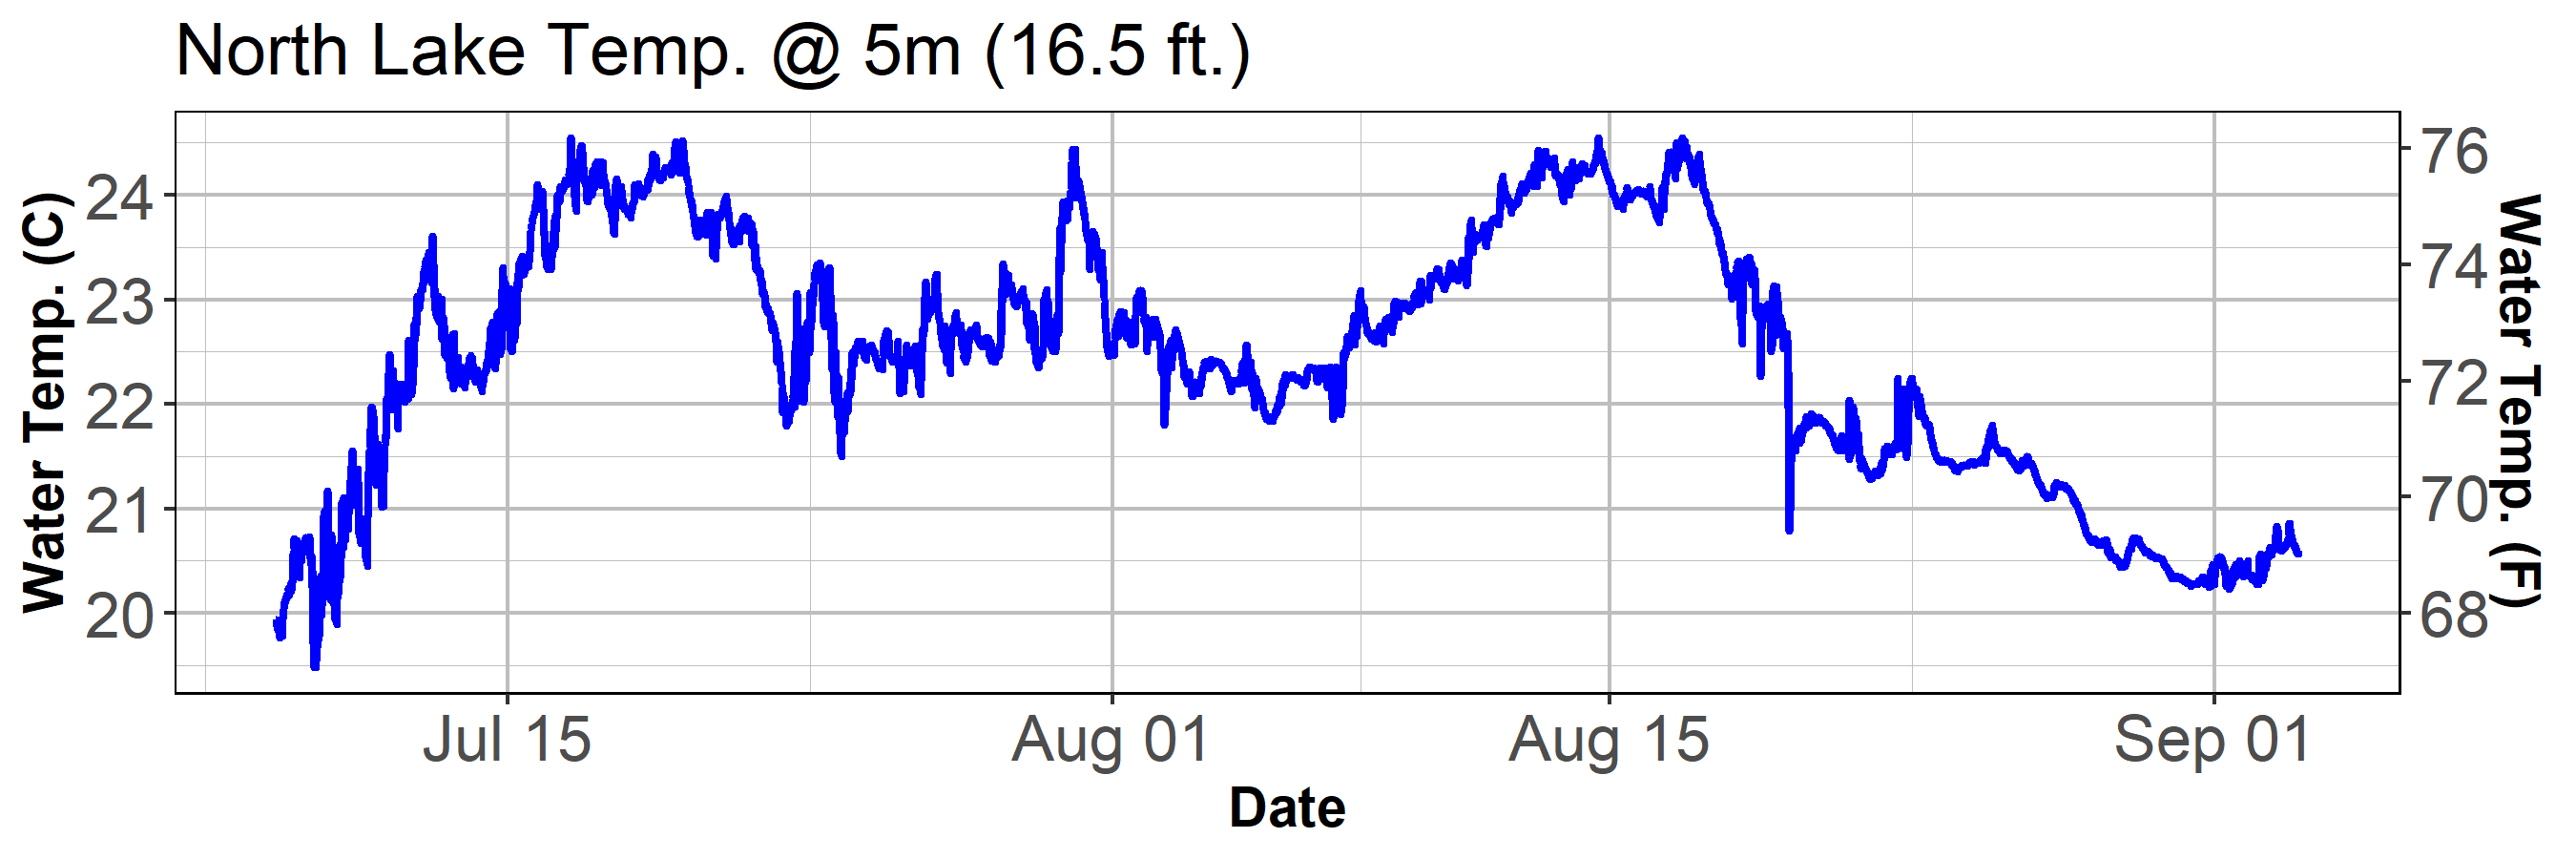 North Lake Temp. @ 5m (16.5 ft.)
Water Temp. (C)
24
23
22
21
20
76
74
72
70
68
Water Temp. (F)
Jul 15
Aug 01
Aug 15
Sep 01
Date